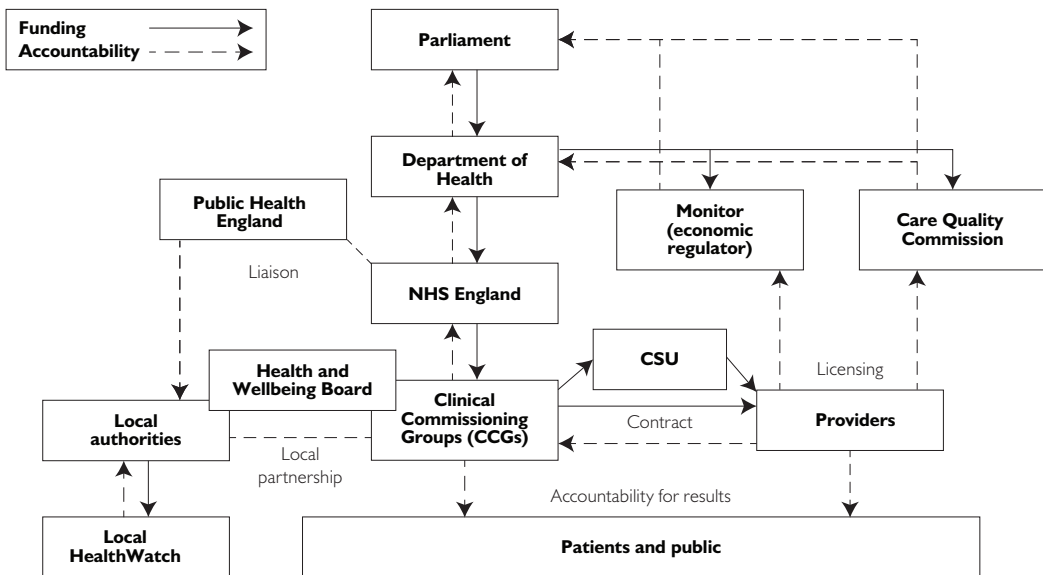 Funding
Accountability
Parliament
Department of
Health
Public Health
England
Monitor
(economic
regulator)
Care Quality
Commission
Liaison
NHS England
CSU
Health and
Wellbeing Board
Licensing
Clinical
Commissioning
Groups (CCGs)
Local
authorities
Contract
Providers
Local
partnership
Accountability for results
Local
HealthWatch
Patients and public